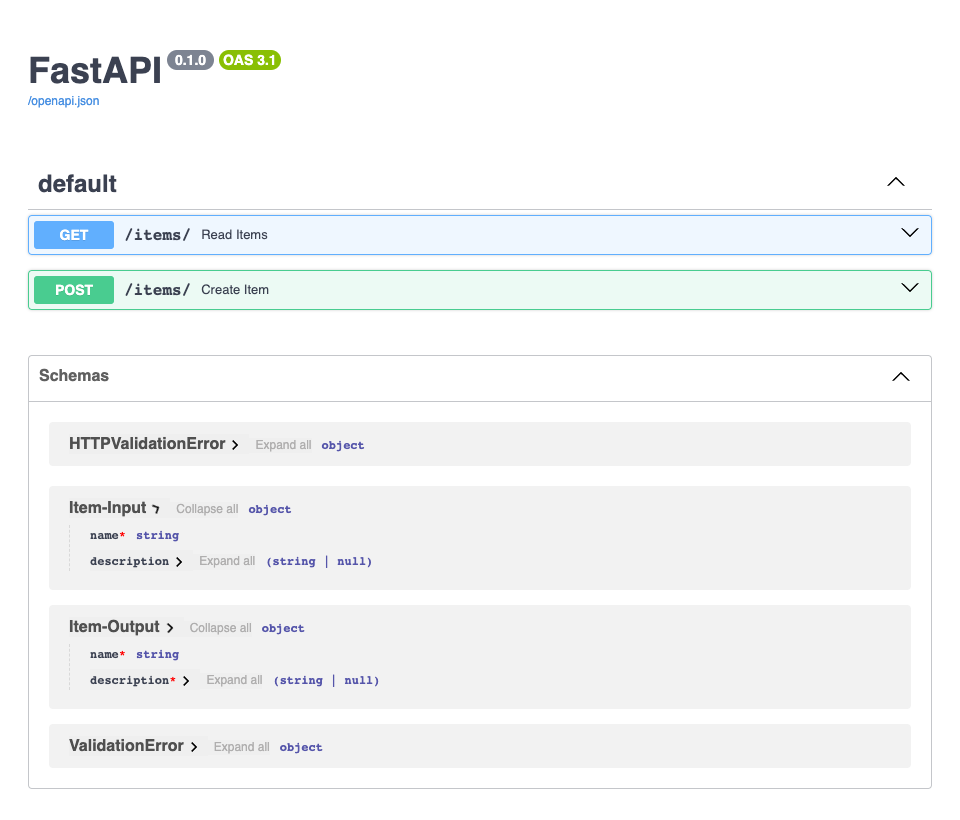 FastAPI 0.1.0 OAS 3.1
/openapi.json
default
GET /items/ Read Items
POST /items/ Create Item
Schemas
HTTPValidationError Expand all object
Item-Input Collapse all object
name* string
description Expand all (string | null)
Item-Output Collapse all object
name* string
description* Expand all (string | null)
ValidationError Expand all object